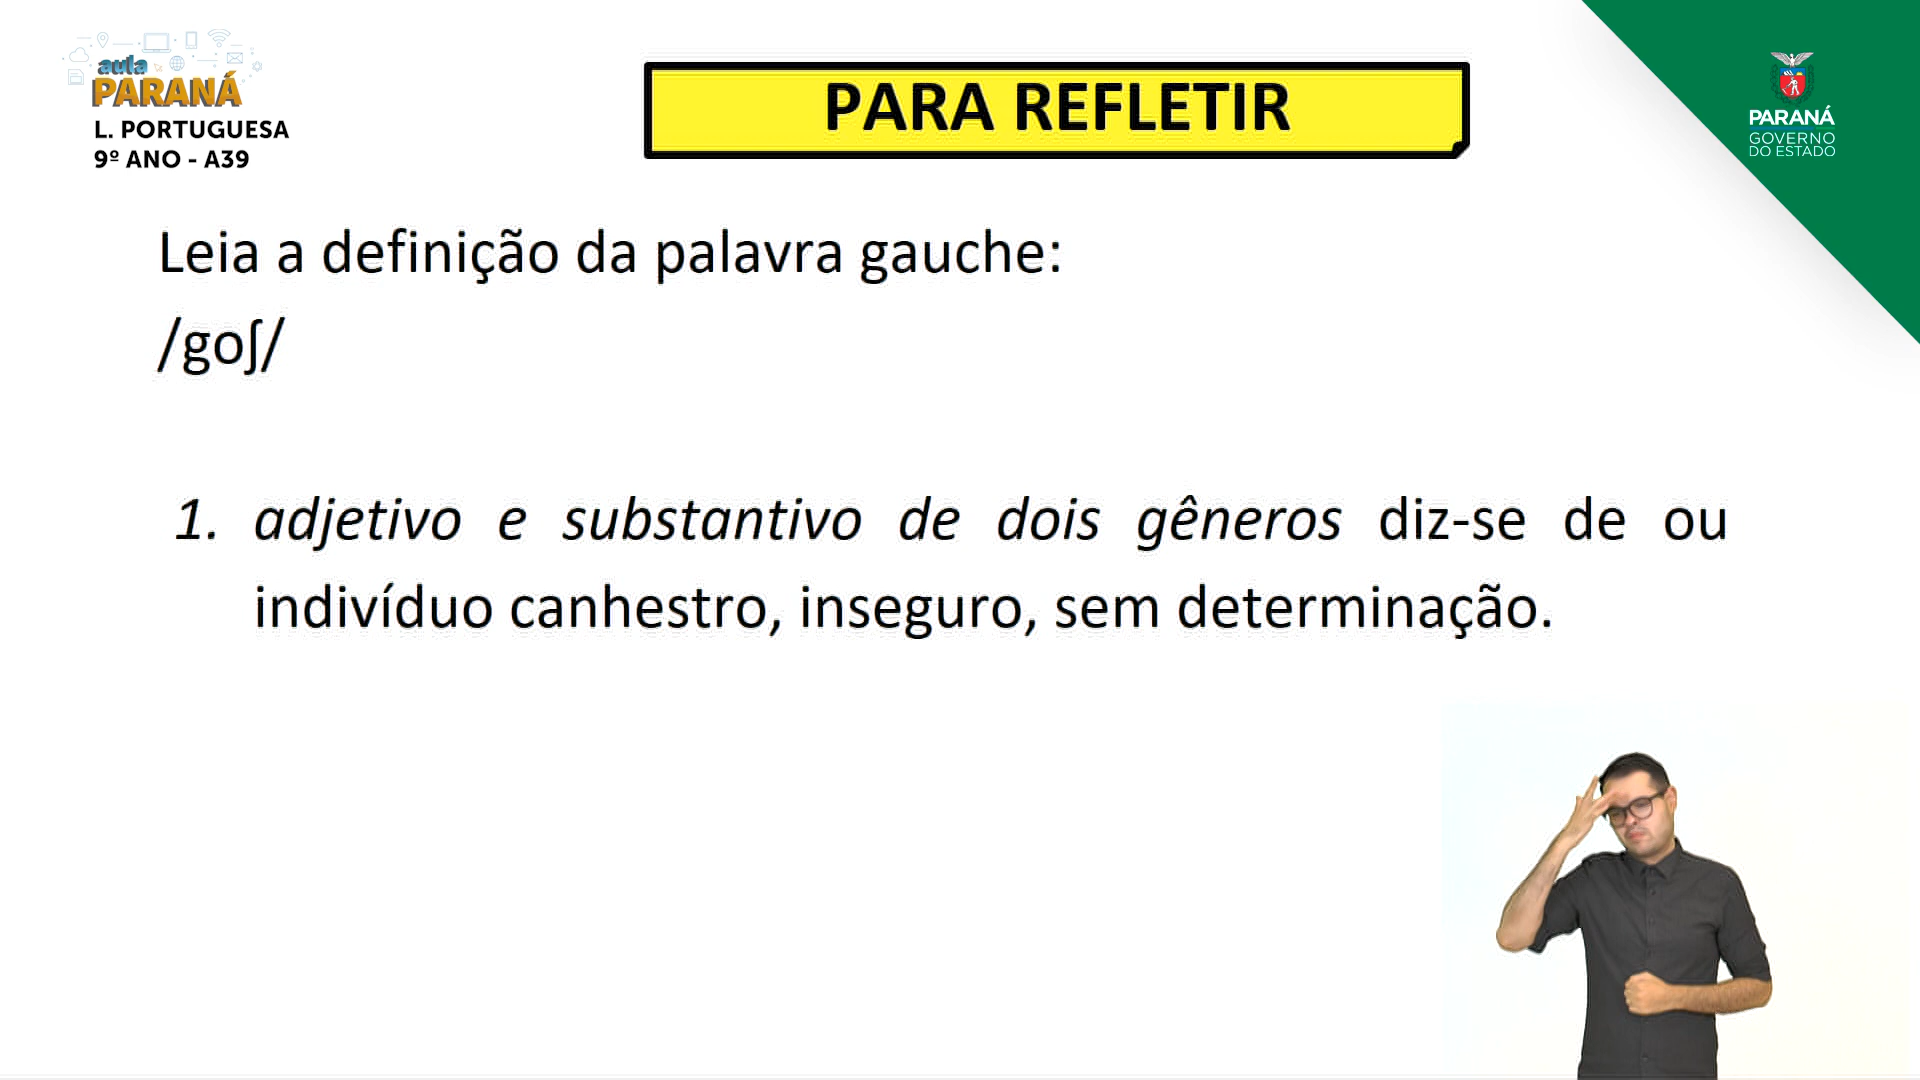 aula
PARANÁ
L. PORTUGUESA
9º ANO - A39
PARA REFLETIR
PARANÁ
GOVERNO
DO ESTADO
Leia a definição da palavra gauche:
/goʃ/
1. adjetivo e substantivo de dois gêneros diz-se de ou
indivíduo canhestro, inseguro, sem determinação.